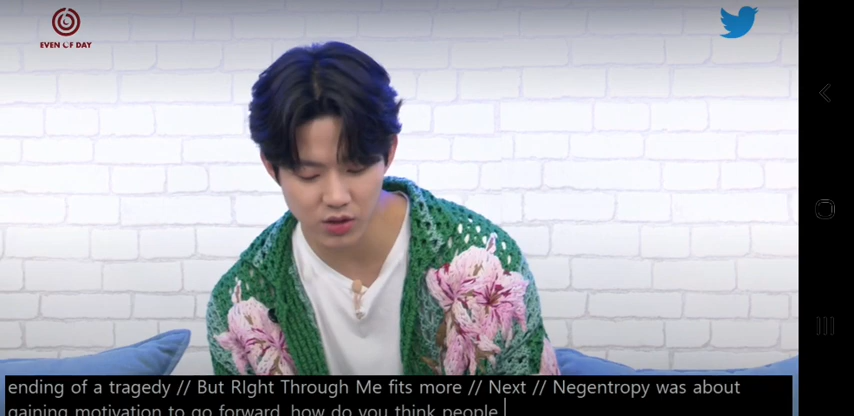 EVEN OF DAY
ending of a tragedy // But RIght Through Me fits more // Next // Negentropy was about
gaining motivation to go forward, how do you think people